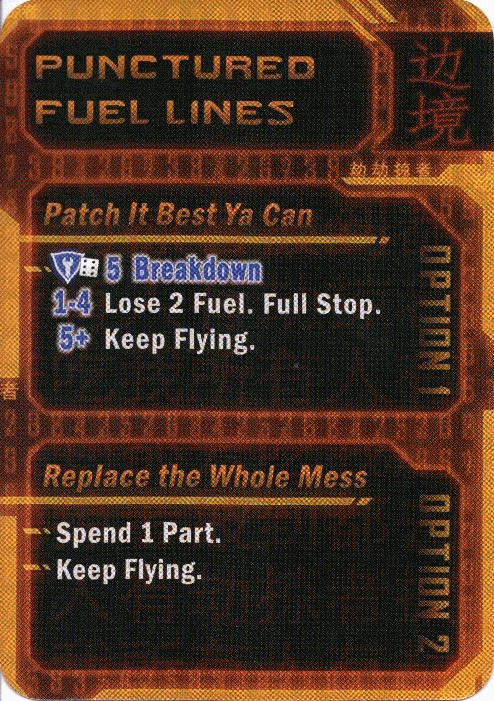 PUNCTURED
FUEL LINES
边
境
Patch It Best Ya Can
5 Breakdown
1-4 Lose 2 Fuel. Full Stop.
5+ Keep Flying.
OPTION 1
Replace the Whole Mess
Spend 1 Part.
Keep Flying.
OPTION 2